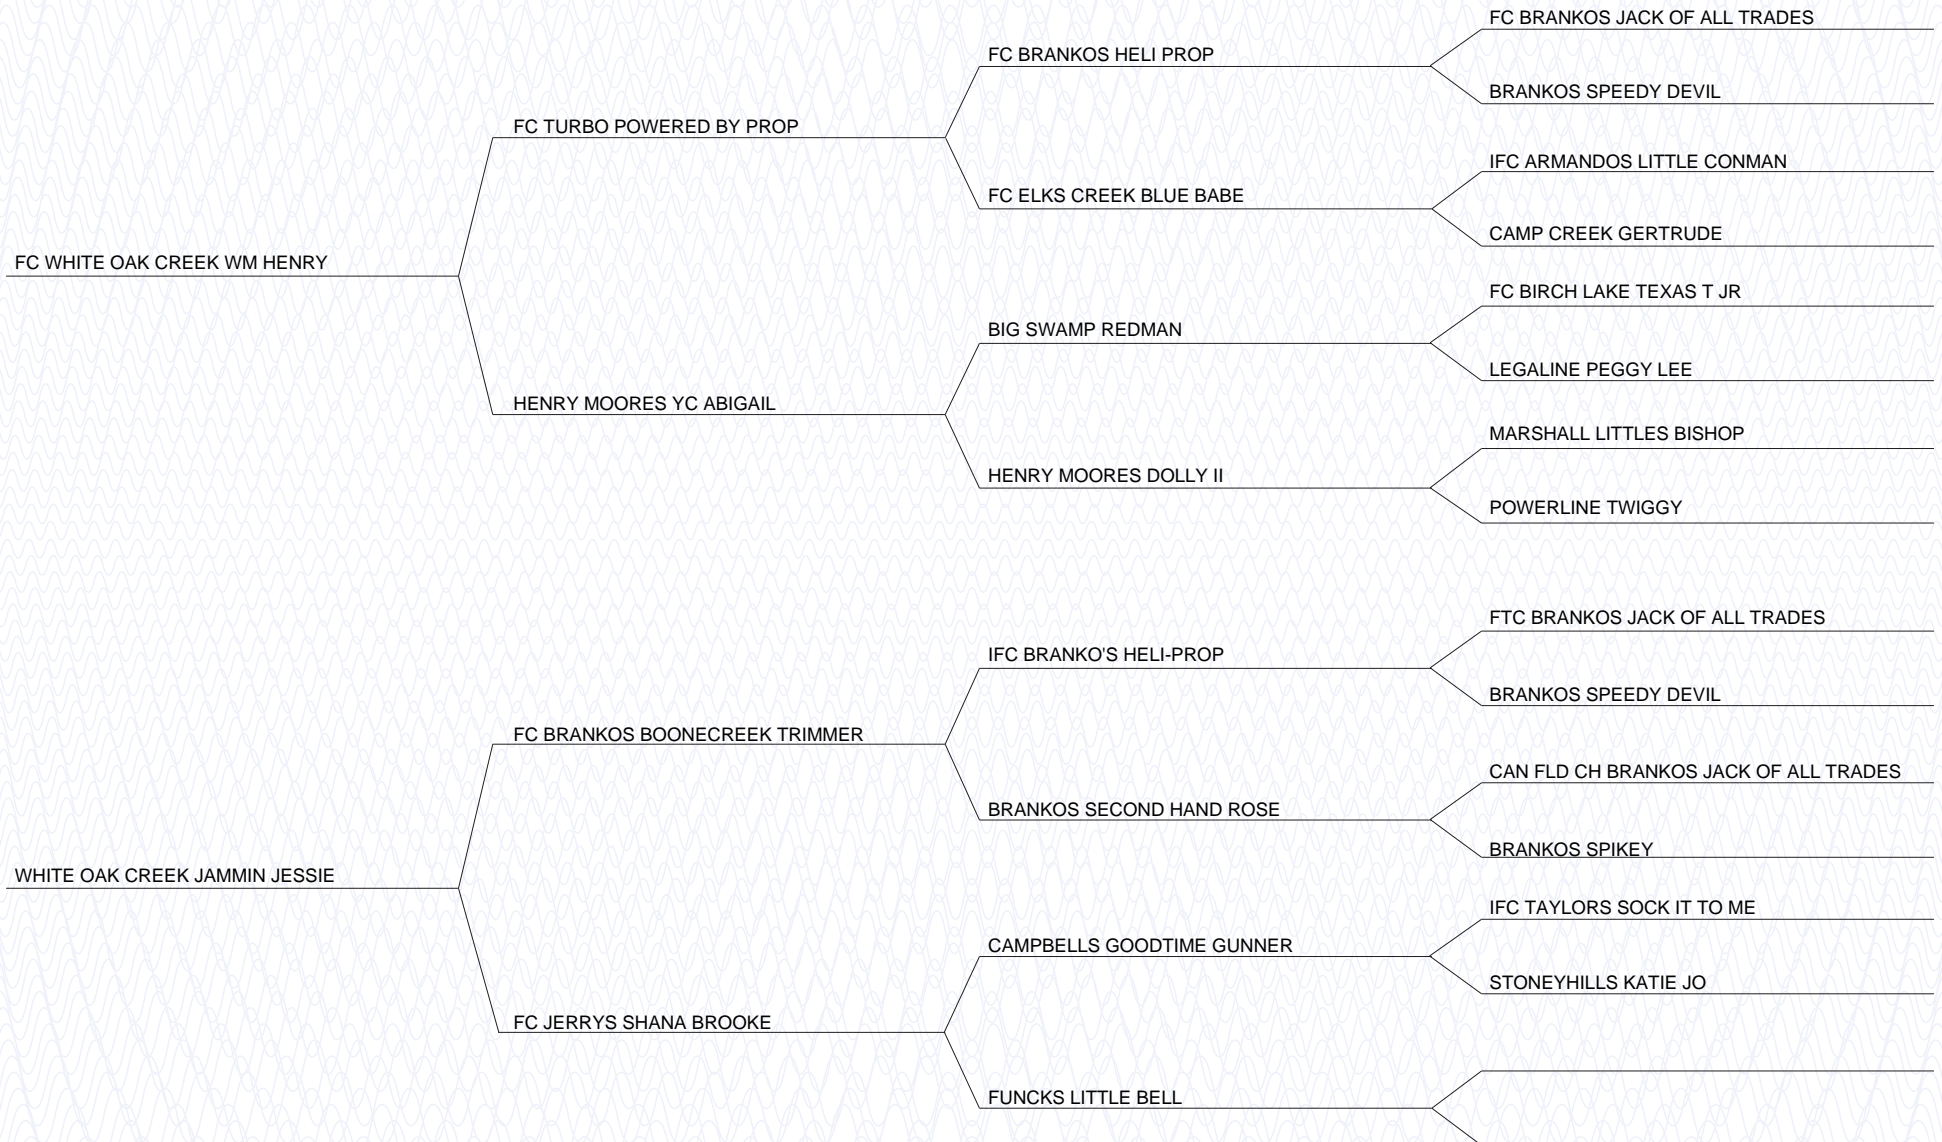 FC BRANKOS JACK OF ALL TRADES
FC BRANKOS HELI PROP
BRANKOS SPEEDY DEVIL
FC TURBO POWERED BY PROP
IFC ARMANDOS LITTLE CONMAN
FC ELKS CREEK BLUE BABE
CAMP CREEK GERTRUDE
FC WHITE OAK CREEK WM HENRY
FC BIRCH LAKE TEXAS T JR
BIG SWAMP REDMAN
LEGALINE PEGGY LEE
HENRY MOORES YC ABIGAIL
MARSHALL LITTLES BISHOP
HENRY MOORES DOLLY II
POWERLINE TWIGGY
FTC BRANKOS JACK OF ALL TRADES
IFC BRANKO'S HELI-PROP
BRANKOS SPEEDY DEVIL
FC BRANKOS BOONECREEK TRIMMER
CAN FLD CH BRANKOS JACK OF ALL TRADES
BRANKOS SECOND HAND ROSE
BRANKOS SPIKEY
WHITE OAK CREEK JAMMIN JESSIE
IFC TAYLORS SOCK IT TO ME
CAMPBELLS GOODTIME GUNNER
STONEYHILLS KATIE JO
FC JERRYS SHANA BROOKE
FUNCKS LITTLE BELL